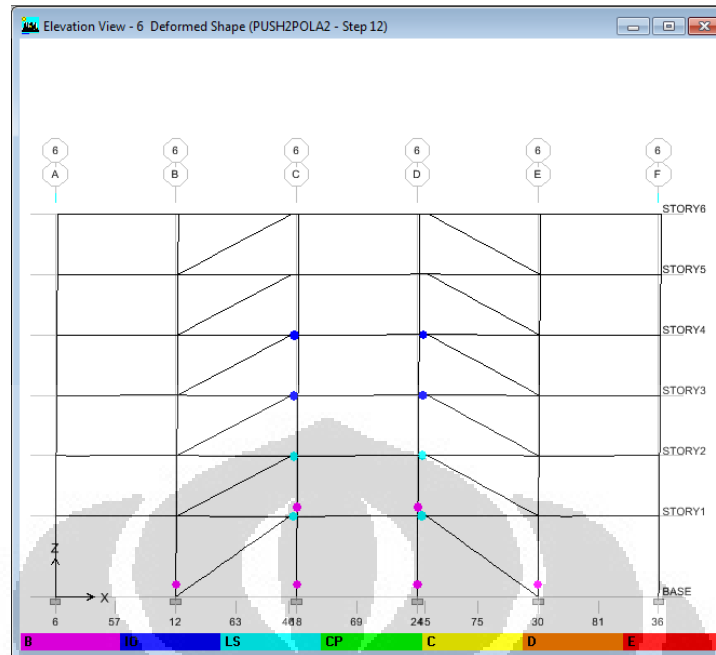 Elevation View - 6 Deformed Shape (PUSH2POLA2 - Step 12)
6 6 6 6 6 6
A B C D E F
STORY6
STORY5
STORY4
STORY3
STORY2
STORY1
Z
X
BASE
6 57 12 63 69 75 30 81 36
B IO LS CP C D E